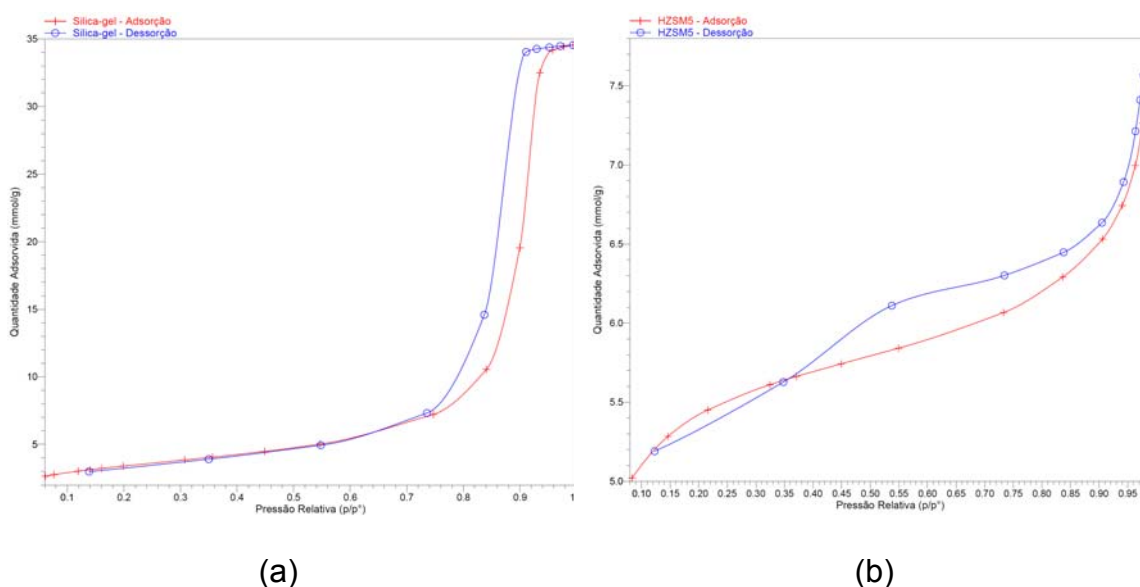 Silica-gel - Adsorção
Silica-gel - Dessorção
Quantidade Adsorvida (mmol/g)
35
30
25
20
15
10
5
0.1 0.2 0.3 0.4 0.5 0.6 0.7 0.8 0.9 1
Pressão Relativa (p/p°)
(a)
HZSM5 - Adsorção
HZSM5 - Dessorção
Quantidade Adsorvida (mmol/g)
7.5
7.0
6.5
6.0
5.5
5.0
0.10 0.15 0.20 0.25 0.30 0.35 0.40 0.45 0.50 0.55 0.60 0.65 0.70 0.75 0.80 0.85 0.90 0.95
Pressão Relativa (p/p°)
(b)